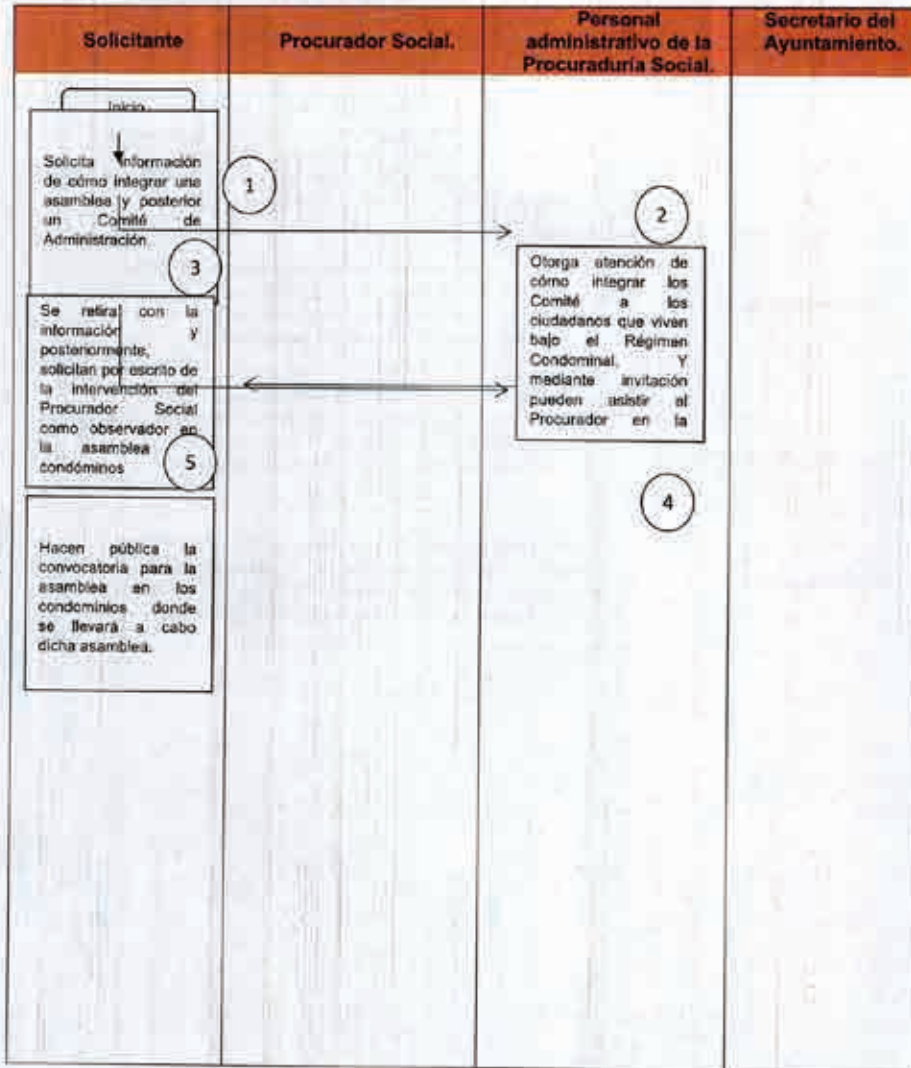 Solicitante
Procurador Social.
Personal
administrativo de la
Procuraduría Social.
Secretario del
Ayuntamiento.
Inicio
Solicita información
de cómo integrar una
asamblea y posterior
un Comité de
Administración.
1
2
3
Otorga atención de
cómo integrar los
Comité a los
ciudadanos que viven
bajo el Régimen
Condominal, Y
mediante invitación
pueden asistir al
Procurador en la
Se retira con la
información y
posteriormente,
solicitan por escrito de
la intervención del
Procurador Social
como observador en
la asamblea
condóminos
4
5
Hacen pública la
convocatoria para la
asamblea en los
condominios donde
se llevará a cabo
dicha asamblea.